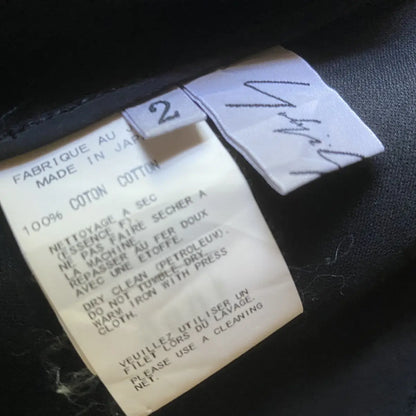 2
FABRIQUE AU
MADE IN
100% COTON COTTON
NETTOYAGE A SEC
(ESSENCE F).
NE PAS FAIRE SECHER A
LA MACHINE.
REPASSER AU FER DOUX
AVEC UNE ETOFFE.
DRY CLEAN (PETROLEUM).
DO NOT TUMBLE DRY.
WARM IRON WITH PRESS
CLOTH.
VEUILLEZ UTILISER UN
FILET LORS DU LAVAGE.
PLEASE USE A CLEANING
NET.